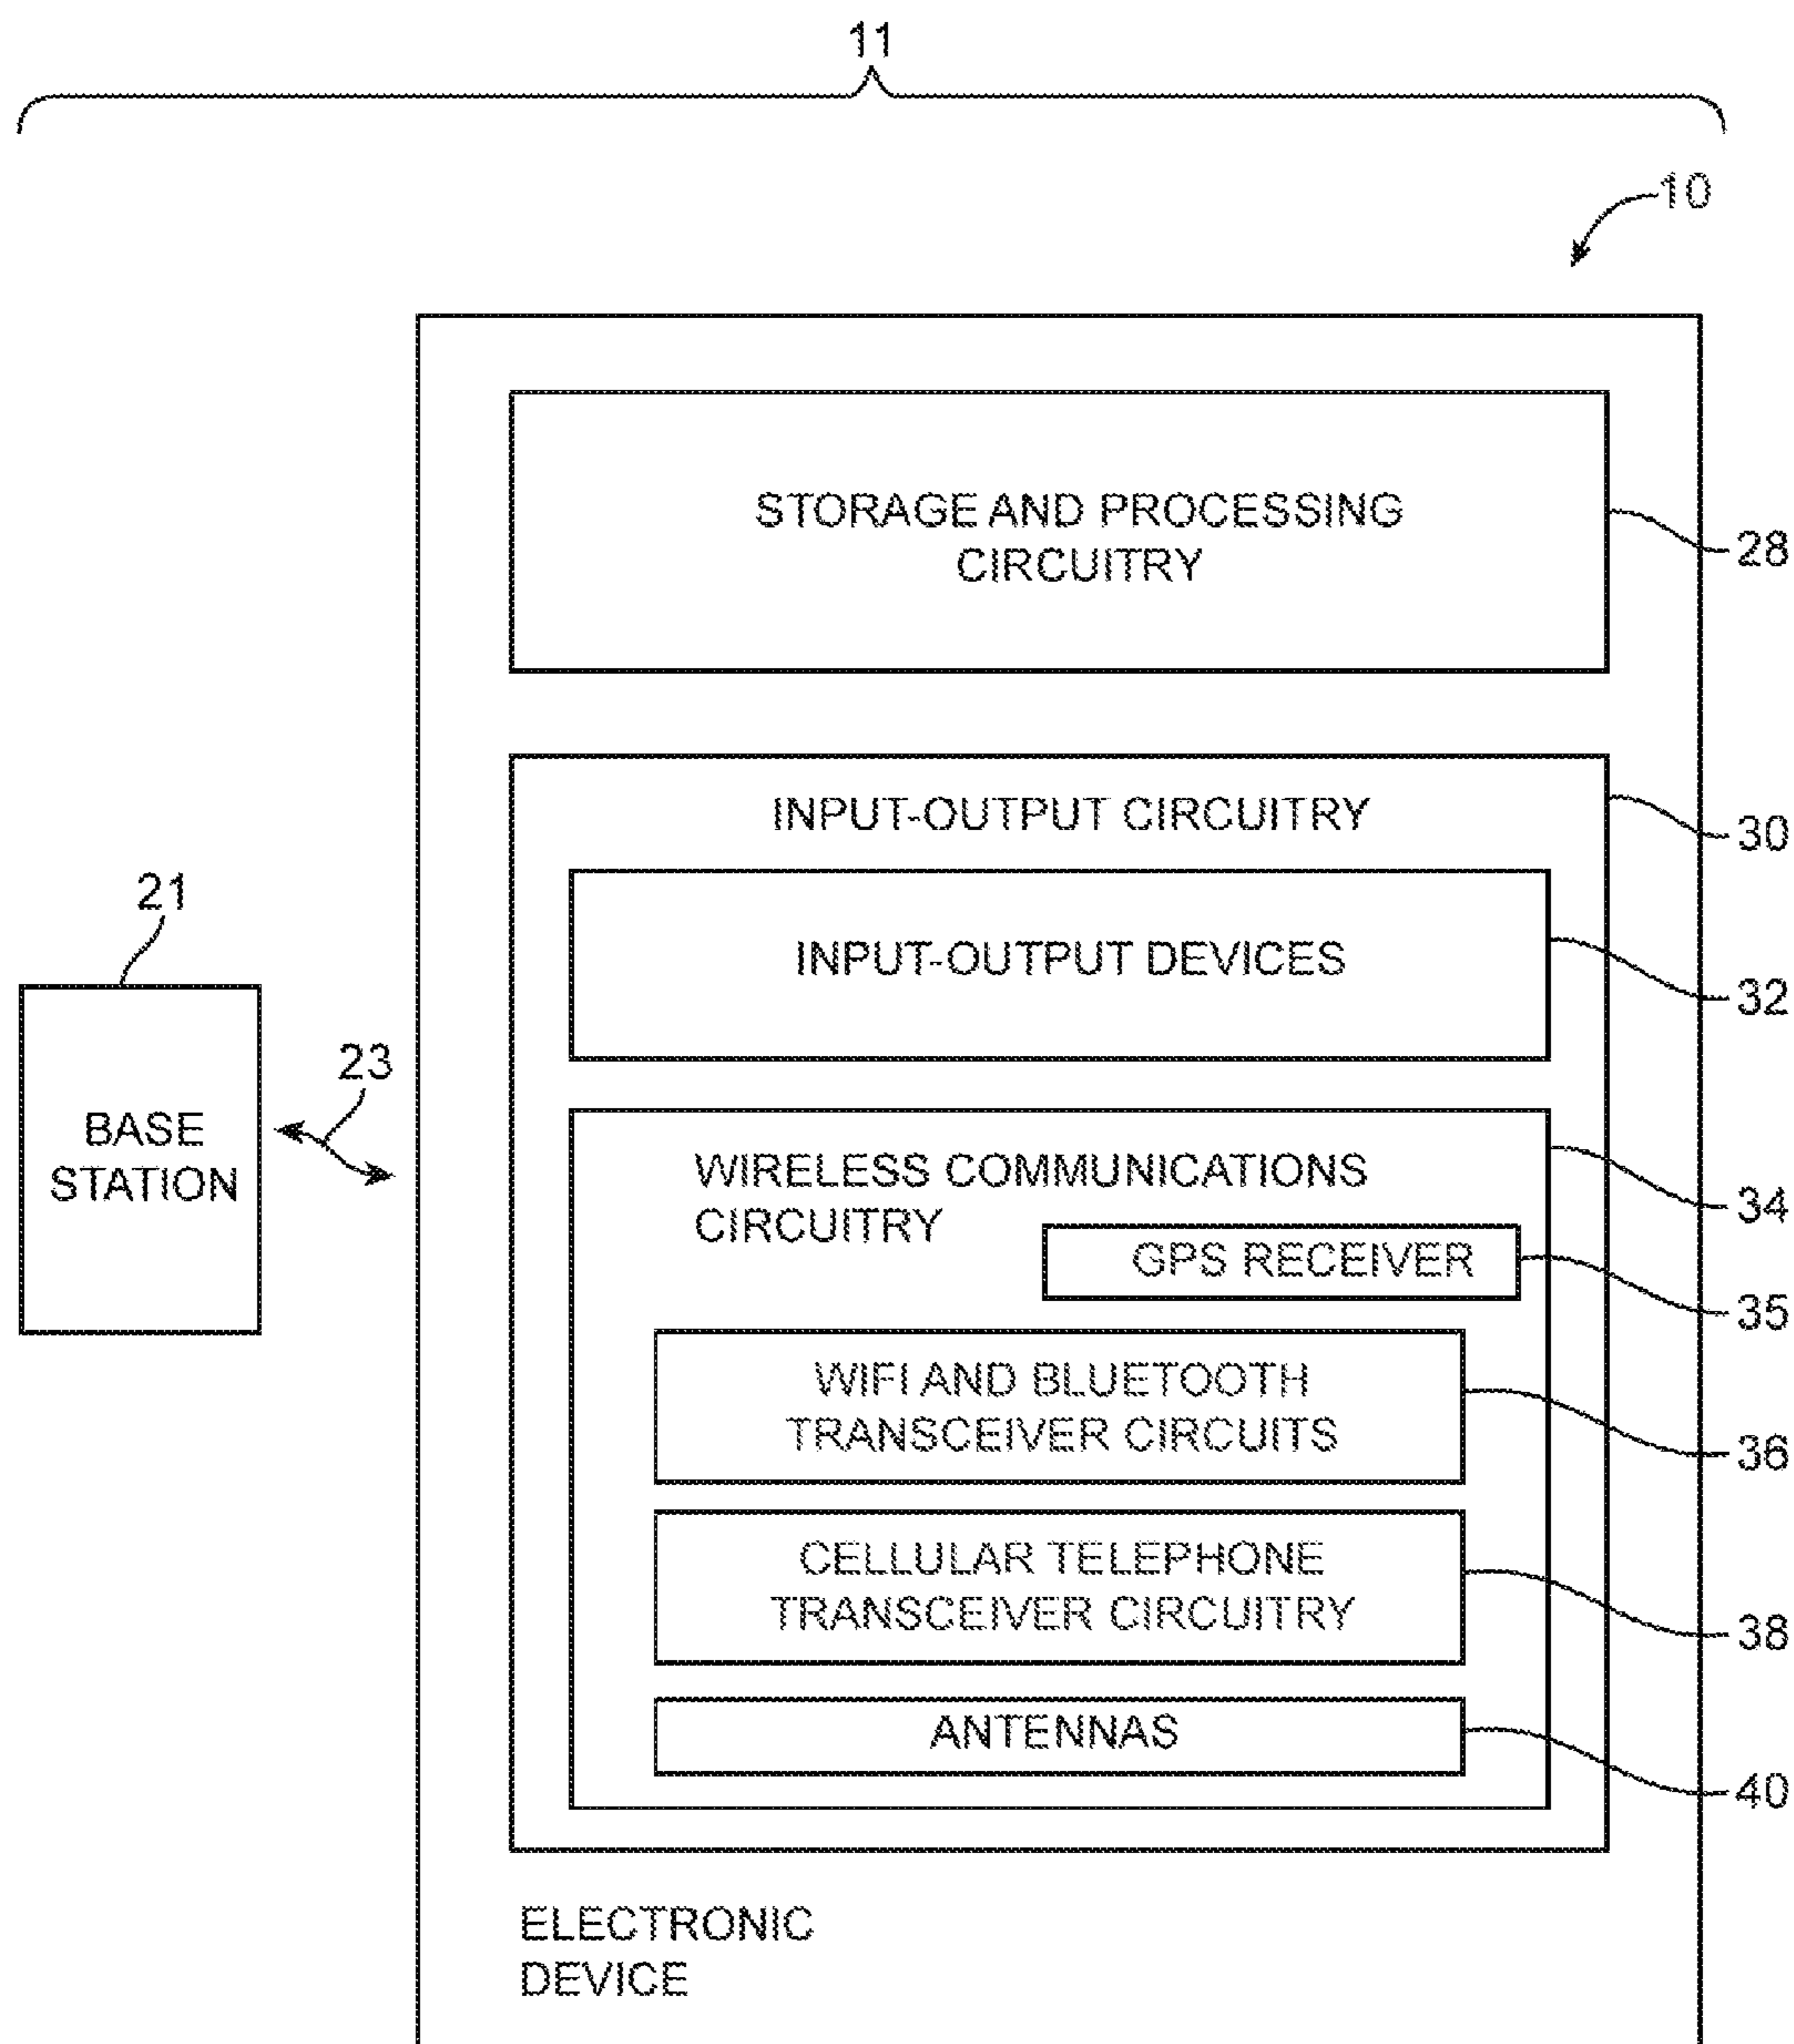 11
10
STORAGE AND PROCESSING
CIRCUITRY
28
INPUT-OUTPUT CIRCUITRY
30
INPUT-OUTPUT DEVICES
32
21
BASE
STATION
23
WIRELESS COMMUNICATIONS
CIRCUITRY
34
GPS RECEIVER
35
WIFI AND BLUETOOTH
TRANSCEIVER CIRCUITS
36
CELLULAR TELEPHONE
TRANSCEIVER CIRCUITRY
38
ANTENNAS
40
ELECTRONIC
DEVICE